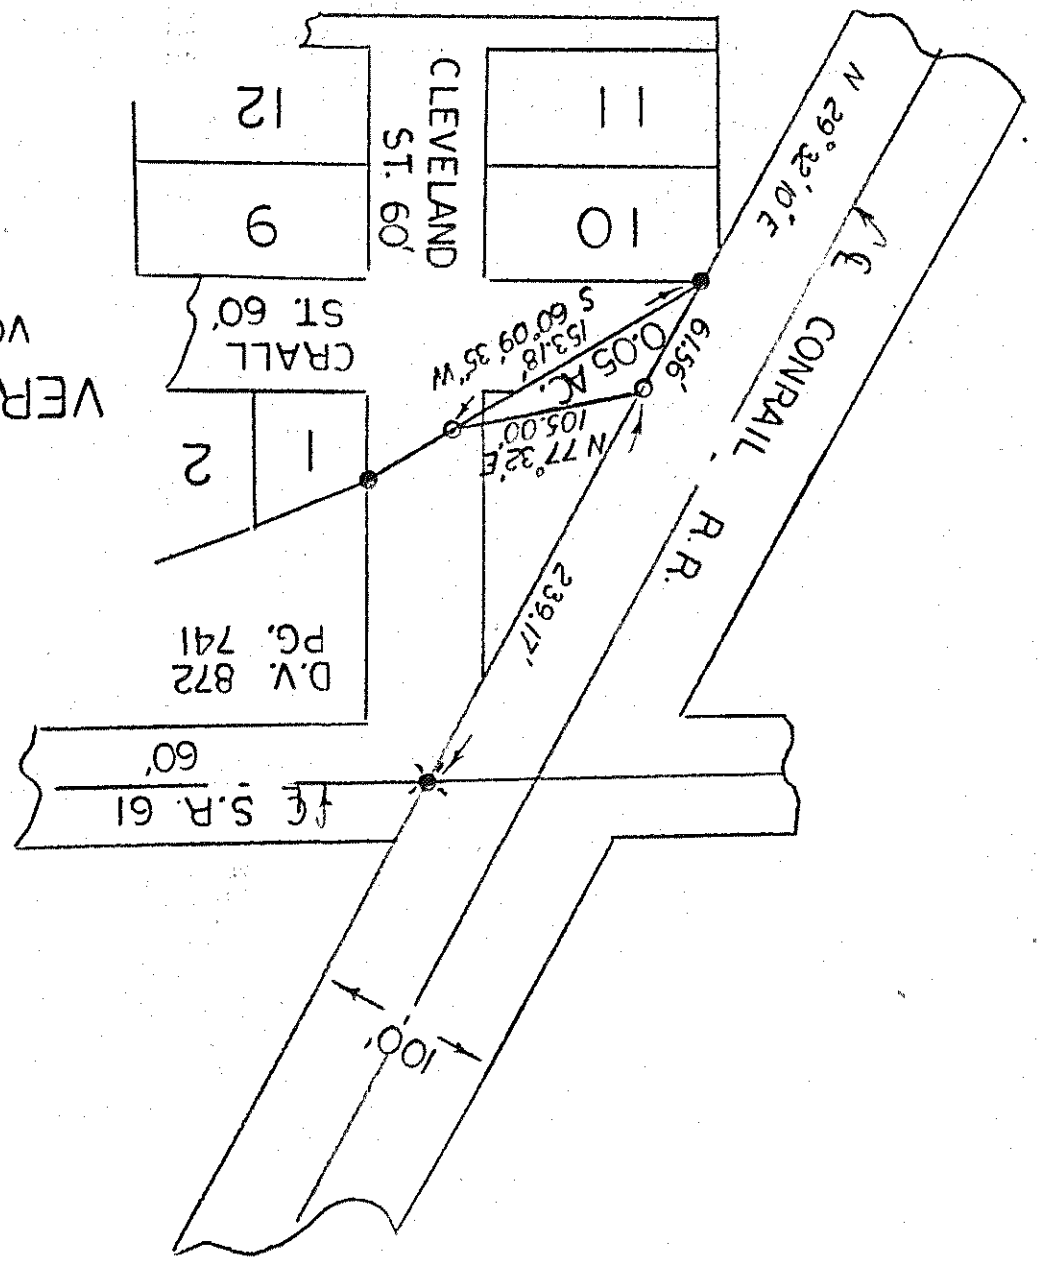 100'
℄ S.R. 61
60'
D.V. 872
PG. 741
239.17'
℄ CONRAIL R.R.
2
1
N 77°32'E
105.00'
0.05 AC.
153.18'
S 60°09'35"W
61.56'
CRALL
ST. 60'
N 29°32'10"E
10
9
CLEVELAND
ST. 60'
11
12